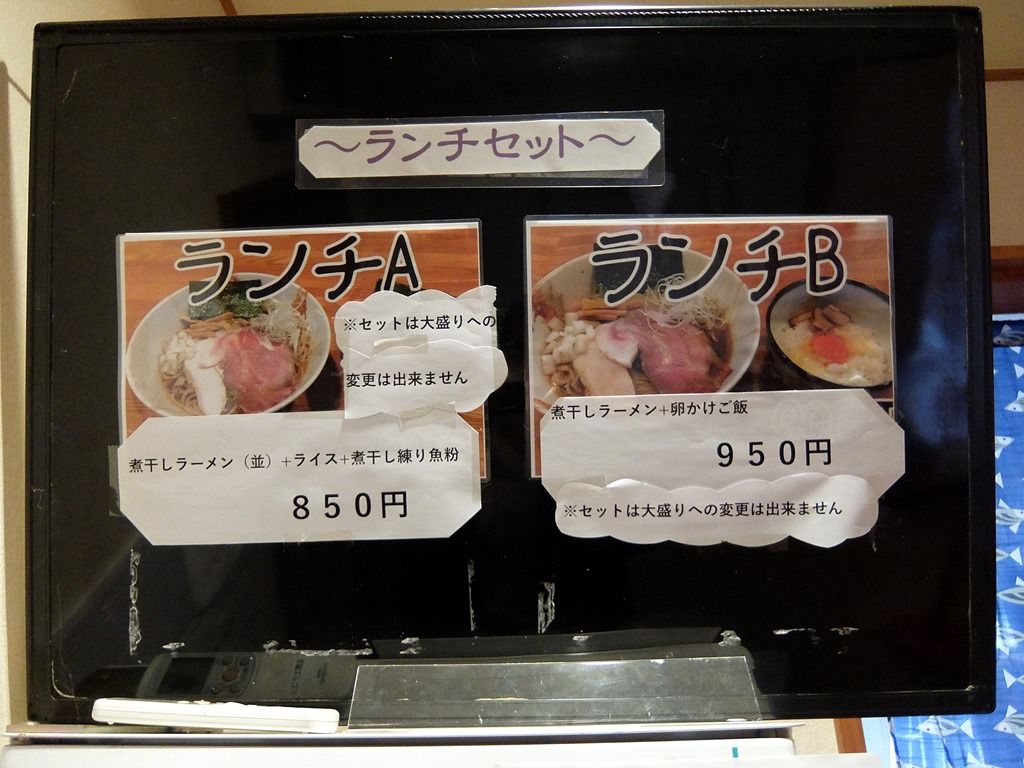 ～ランチセット～
ランチA
※セットは大盛りへの
変更は出来ません
煮干しラーメン（並）+ライス+煮干し練り魚粉
８５０円
ランチB
煮干しラーメン+卵かけご飯
９５０円
※セットは大盛りへの変更は出来ません